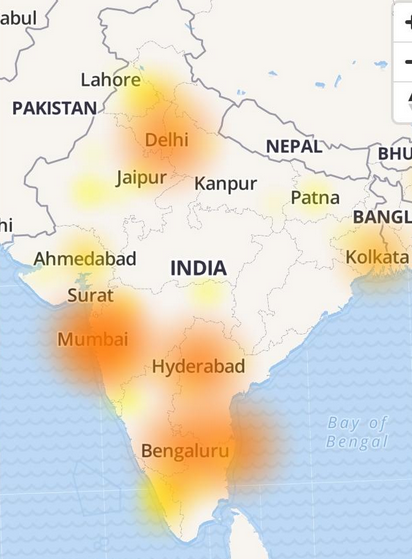 abul
Lahore
PAKISTAN
Delhi
NEPAL
BHU
Jaipur
Kanpur
Patna
BANGL
hi
Ahmedabad
INDIA
Kolkata
Surat
Mumbai
Hyderabad
Bay of
Bengal
Bengaluru